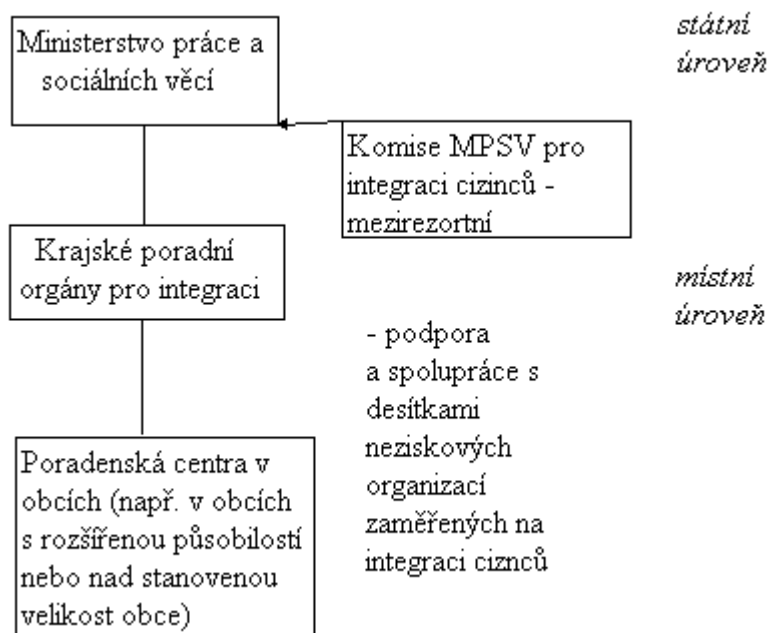 Ministerstvo práce a
sociálních věcí
státní
úroveň
Komise MPSV pro
integraci cizinců -
mezirezortní
Krajské poradní
orgány pro integraci
místní
úroveň
- podpora
a spolupráce s
desítkami
neziskových
organizací
zaměřených na
integraci ciznců
Poradenská centra v
obcích (např. v obcích
s rozšířenou působilostí
nebo nad stanovenou
velikost obce)